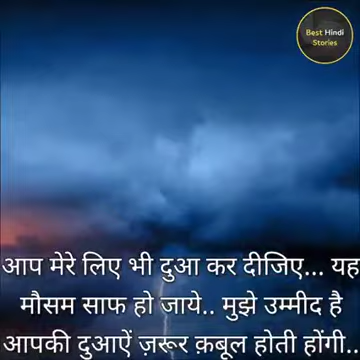 Best Hindi
Stories
आप मेरे लिए भी दुआ कर दीजिए... यह
मौसम साफ हो जाये.. मुझे उम्मीद है
आपकी दुआऐं ज़रूर क़बूल होती होंगी..